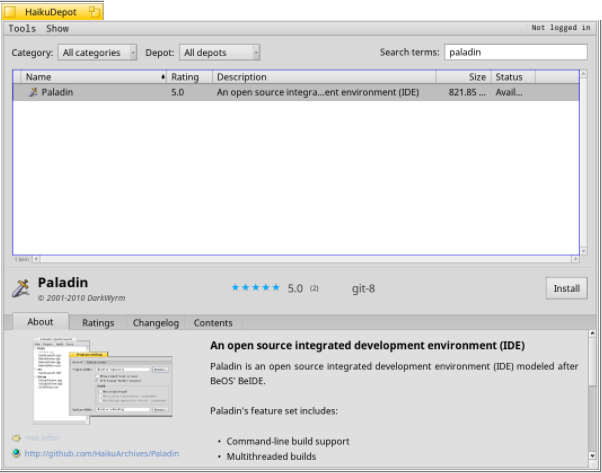 HaikuDepot
Tools Show Not logged in
Category: All categories Depot: All depots Search terms: paladin
Name Rating Description Size Status
Paladin 5.0 An open source integra...ent environment (IDE) 821.85 ... Avail...
1 item
Paladin
© 2001-2010 DarkWyrm
5.0 (2) git-8 Install
About Ratings Changelog Contents
An open source integrated development environment (IDE)
Paladin is an open source integrated development environment (IDE) modeled after
BeOS' BeIDE.
Paladin's feature set includes:
• Command-line build support
• Multithreaded builds
<no info>
http://github.com/HaikuArchives/Paladin